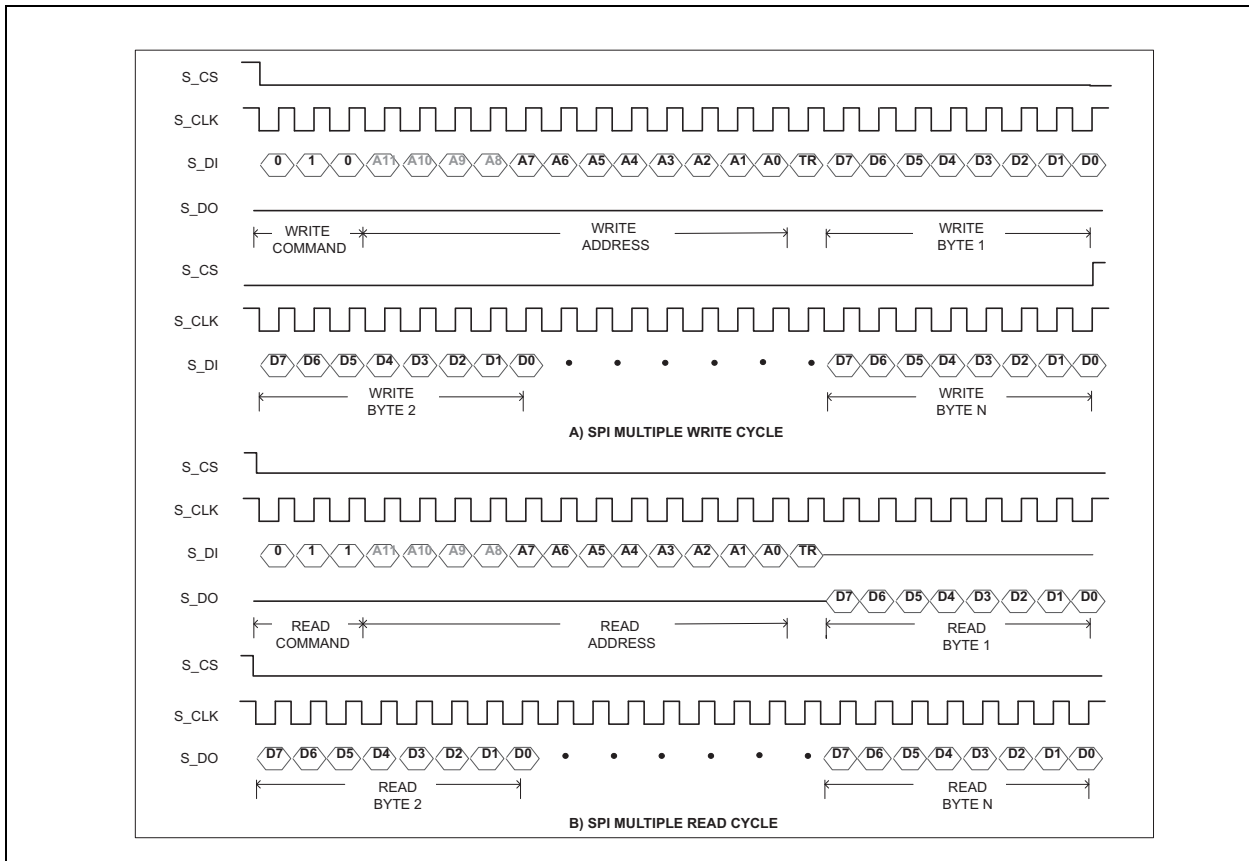 S_CS
S_CLK
S_DI 0 1 0 A11 A10 A9 A8 A7 A6 A5 A4 A3 A2 A1 A0 TR D7 D6 D5 D4 D3 D2 D1 D0
S_DO
WRITE COMMAND WRITE ADDRESS WRITE BYTE 1
S_CS
S_CLK
S_DI D7 D6 D5 D4 D3 D2 D1 D0 • • • • • • D7 D6 D5 D4 D3 D2 D1 D0
WRITE BYTE 2 WRITE BYTE N
A) SPI MULTIPLE WRITE CYCLE
S_CS
S_CLK
S_DI 0 1 1 A11 A10 A9 A8 A7 A6 A5 A4 A3 A2 A1 A0 TR
S_DO D7 D6 D5 D4 D3 D2 D1 D0
READ COMMAND READ ADDRESS READ BYTE 1
S_CS
S_CLK
S_DO D7 D6 D5 D4 D3 D2 D1 D0 • • • • • • D7 D6 D5 D4 D3 D2 D1 D0
READ BYTE 2 READ BYTE N
B) SPI MULTIPLE READ CYCLE